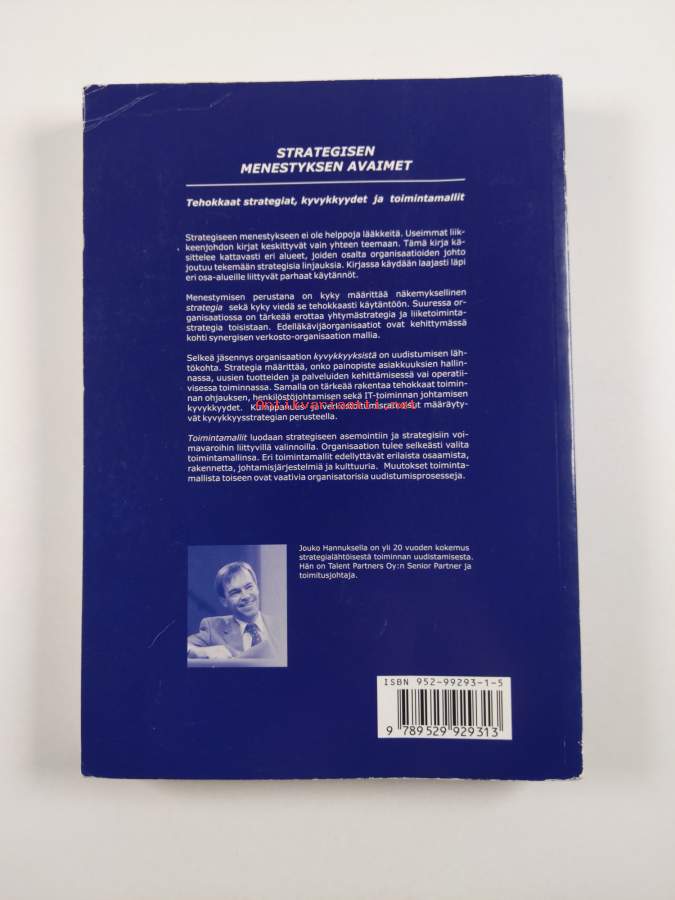 STRATEGISEN
MENESTYKSEN AVAIMET
Tehokkaat strategiat, kyvykkyydet ja toimintamallit
Strategiseen menestykseen ei ole helppoja lääkkeitä. Useimmat liik-
keenjohdon kirjat keskittyvät vain yhteen teemaan. Tämä kirja kä-
sittelee kattavasti eri alueet, joiden osalta organisaatioiden johto
joutuu tekemään strategisia linjauksia. Kirjassa käydään laajasti läpi
eri osa-alueille liittyvät parhaat käytännöt.
Menestymisen perustana on kyky määrittää näkemyksellinen
strategia sekä kyky viedä se tehokkaasti käytäntöön. Suuressa or-
ganisaatiossa on tärkeää erottaa yhtymästrategia ja liiketoiminta-
strategia toisistaan. Edelläkävijäorganisaatiot ovat kehittymässä
kohti synergisen verkosto-organisaation mallia.
Selkeä jäsennys organisaation kyvykkyyksistä on uudistumisen läh-
tökohta. Strategia määrittää, onko painopiste asiakkuuksien hallin-
nassa, uusien tuotteiden ja palveluiden kehittämisessä vai operatii-
visessa toiminnassa. Samalla on tärkeää rakentaa tehokkaat toimin-
nan ohjauksen, henkilöstöjohtamisen sekä IT-toiminnan johtamisen
kyvykkyydet. Kumppanuus- ja verkostoitumisratkaisut määräyty-
Antikvariaatti.net
vät kyvykkyysstrategian perusteella.
Toimintamallit luodaan strategiseen asemointiin ja strategisiin voi-
mavaroihin liittyvillä valinnoilla. Organisaation tulee selkeästi valita
toimintamallinsa. Eri toimintamallit edellyttävät erilaista osaamista,
rakennetta, johtamisjärjestelmiä ja kulttuuria. Muutokset toiminta-
mallista toiseen ovat vaativia organisatorisia uudistumisprosesseja.
Jouko Hannuksella on yli 20 vuoden kokemus
strategialähtöisestä toiminnan uudistamisesta.
Hän on Talent Partners Oy:n Senior Partner ja
toimitusjohtaja.
ISBN 952-99293-1-5
9 789529 929313